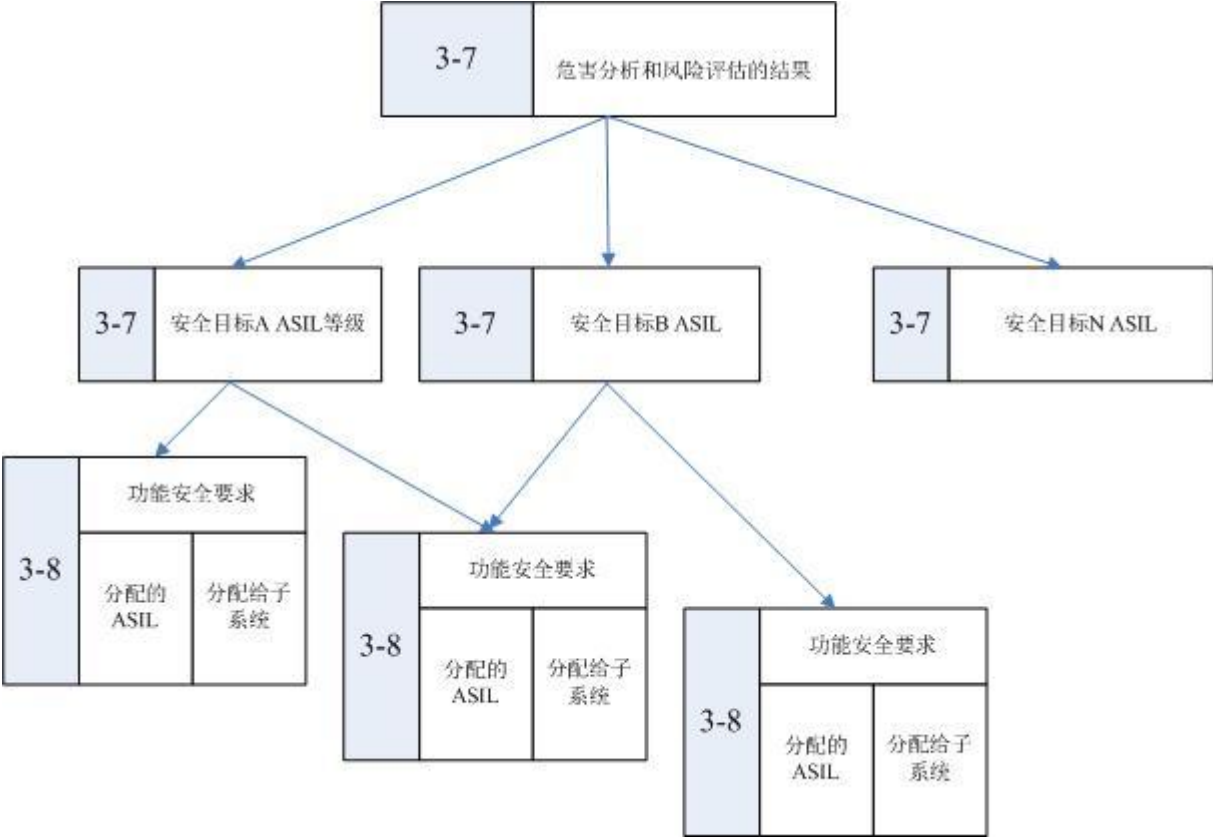 3-7
危害分析和风险评估的结果
3-7
安全目标A ASIL等级
3-7
安全目标B ASIL
3-7
安全目标N ASIL
3-8
功能安全要求
分配的
ASIL
分配给子
系统
3-8
功能安全要求
分配的
ASIL
分配给子
系统
3-8
功能安全要求
分配的
ASIL
分配给子
系统